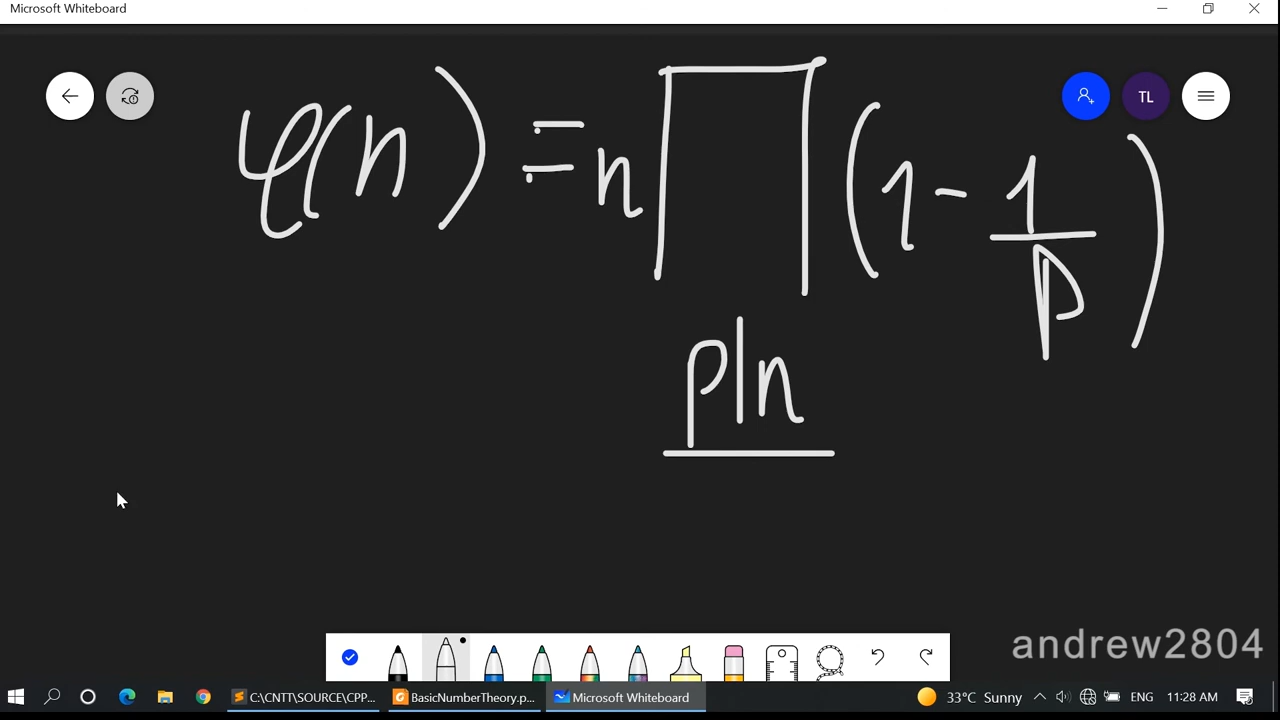 Microsoft Whiteboard
φ(n) = n∏(1 - 1/p)
p|n
TL
andrew2804
C:\CNTT\SOURCE\CPP... BasicNumberTheory.p... Microsoft Whiteboard 33°C Sunny ENG 11:28 AM